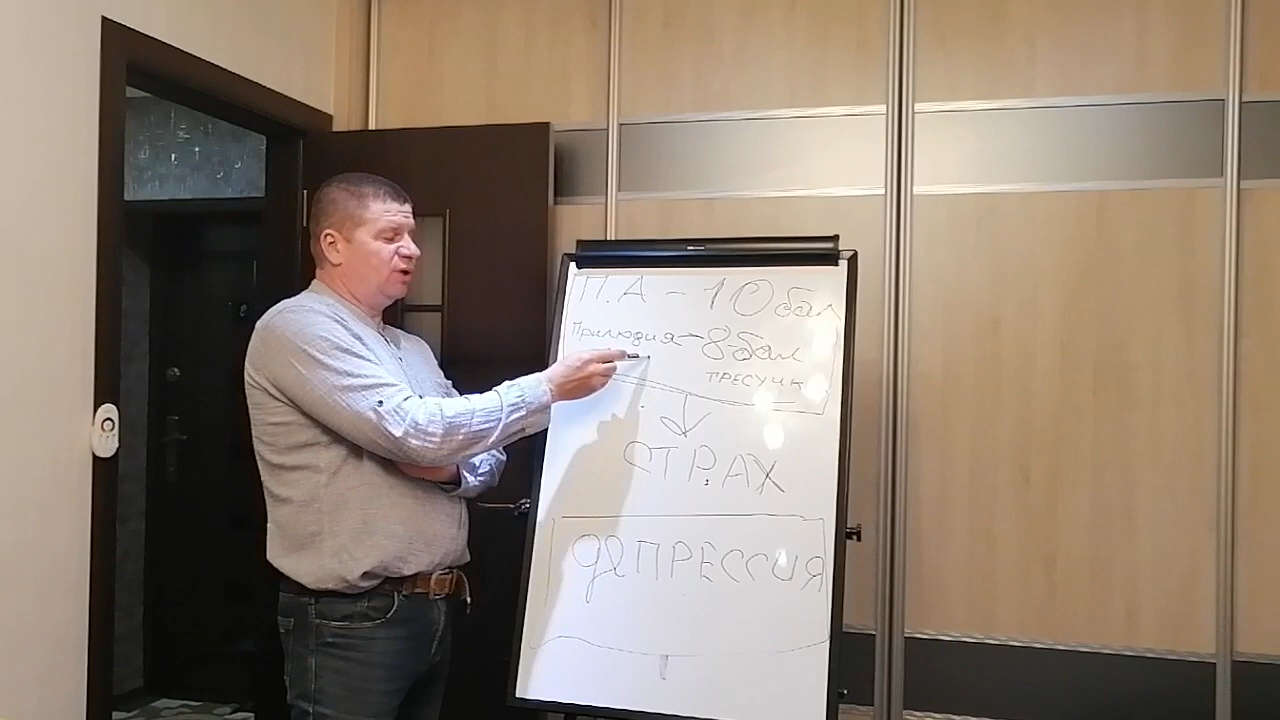 П.А - 10 бал
Прилюдия - 8-бал
ТРЕСУЧК
СТРАХ
ДЕПРЕССИЯ